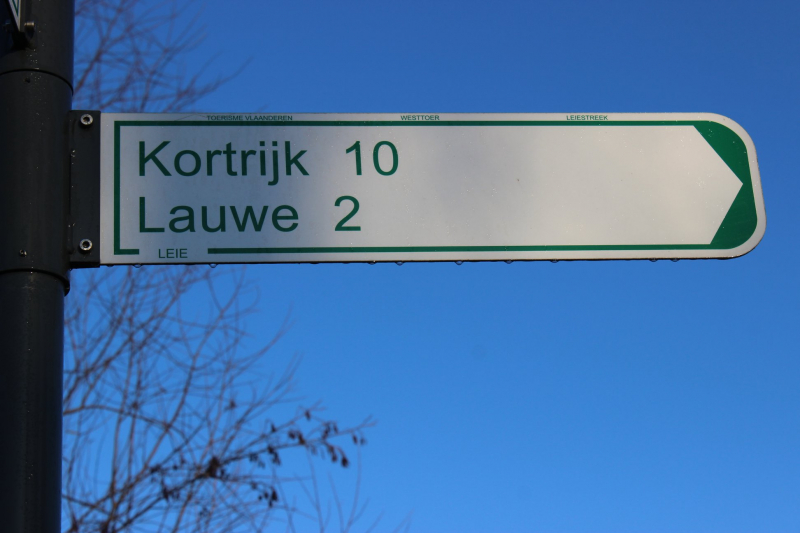 TOERISME VLAANDEREN WESTTOER LEIESTREEK
Kortrijk 10
Lauwe 2
LEIE